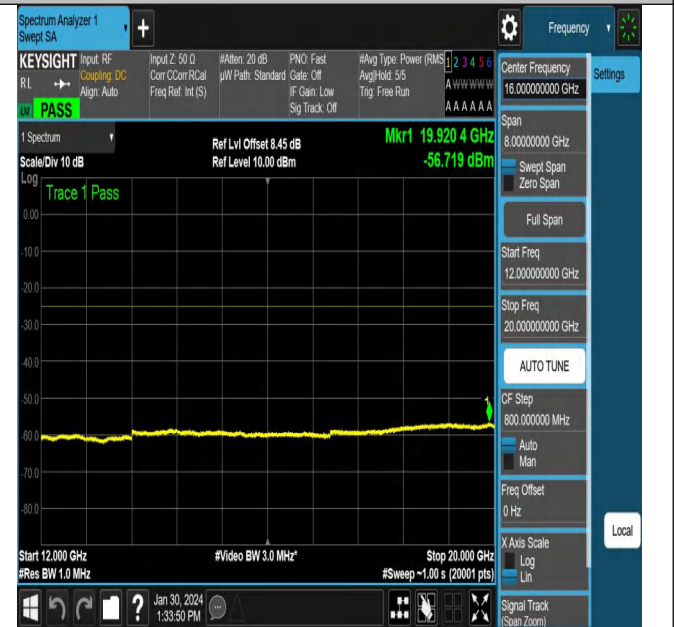 Spectrum Analyzer 1
Swept SA
+
Frequency
KEYSIGHT
RL
Input: RF
Coupling: DC
Align: Auto
Input Z: 50 Ω
Corr CCorr RCal
Freq Ref: Int (S)
#Atten: 20 dB
µW Path: Standard
PNO: Fast
Gate: Off
IF Gain: Low
Sig Track: Off
#Avg Type: Power (RMS
Avg|Hold: 5/5
Trig: Free Run
1 2 3 4 5 6
A W W W W W
A A A A A A
PASS
1 Spectrum
Scale/Div 10 dB
Ref Lvl Offset 8.45 dB
Ref Level 10.00 dBm
Mkr1 19.920 4 GHz
-56.719 dBm
Log
Trace 1 Pass
0.00
-10.0
-20.0
-30.0
-40.0
-50.0
-60.0
-70.0
-80.0
1
Start 12.000 GHz
#Res BW 1.0 MHz
#Video BW 3.0 MHz*
Stop 20.000 GHz
#Sweep ~1.00 s (20001 pts)
Center Frequency
16.000000000 GHz
Settings
Span
8.00000000 GHz
Swept Span
Zero Span
Full Span
Start Freq
12.000000000 GHz
Stop Freq
20.000000000 GHz
AUTO TUNE
CF Step
800.000000 MHz
Auto
Man
Freq Offset
0 Hz
X Axis Scale
Log
Lin
Local
Signal Track
(Span Zoom)
?
Jan 30, 2024
1:33:50 PM